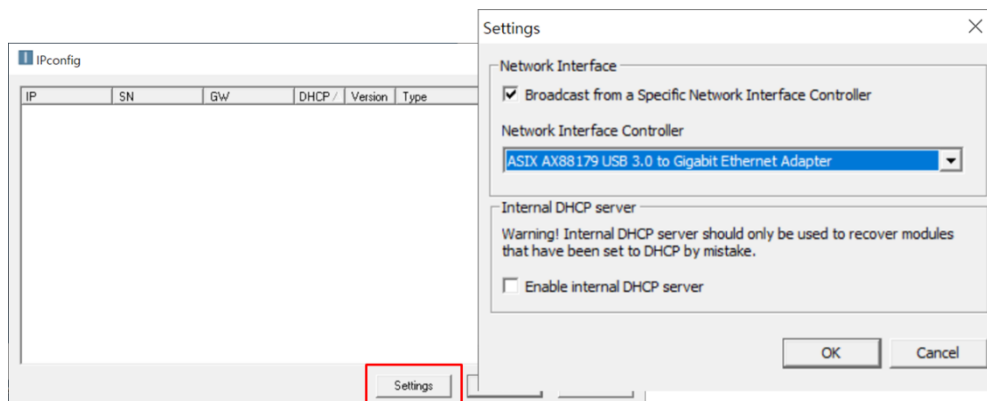 IPconfig
IP SN GW DHCP / Version Type
Settings
Settings
Network Interface
Broadcast from a Specific Network Interface Controller
Network Interface Controller
ASIX AX88179 USB 3.0 to Gigabit Ethernet Adapter
Internal DHCP server
Warning! Internal DHCP server should only be used to recover modules
that have been set to DHCP by mistake.
Enable internal DHCP server
OK Cancel